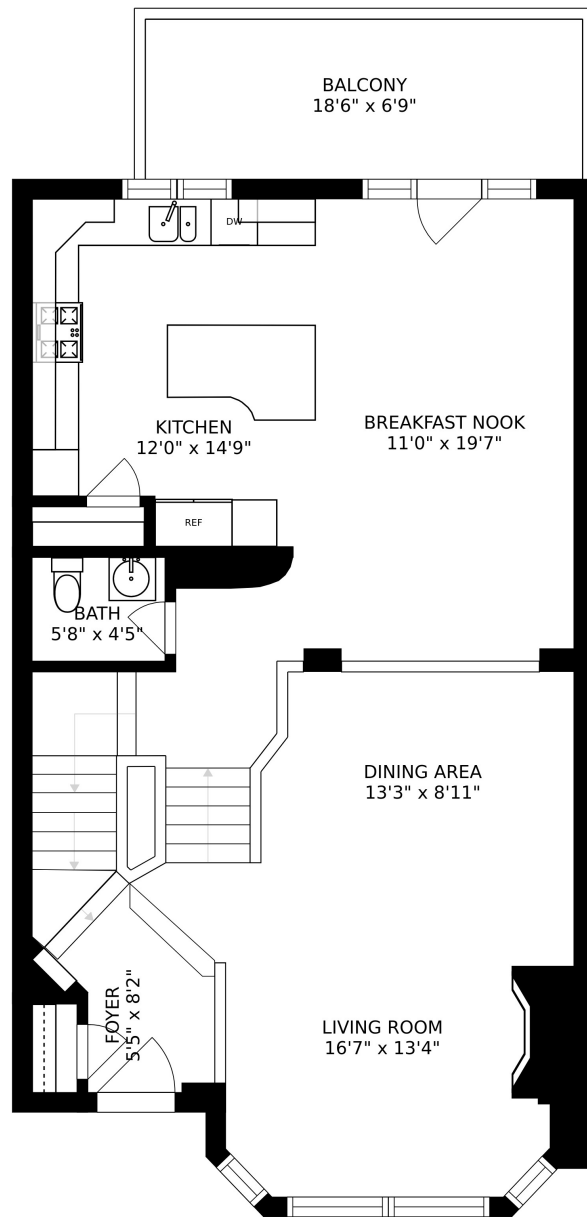 BALCONY
18'6" x 6'9"
DW
KITCHEN
12'0" x 14'9"
BREAKFAST NOOK
11'0" x 19'7"
REF
BATH
5'8" x 4'5"
DINING AREA
13'3" x 8'11"
FOYER
5'5" x 8'2"
LIVING ROOM
16'7" x 13'4"